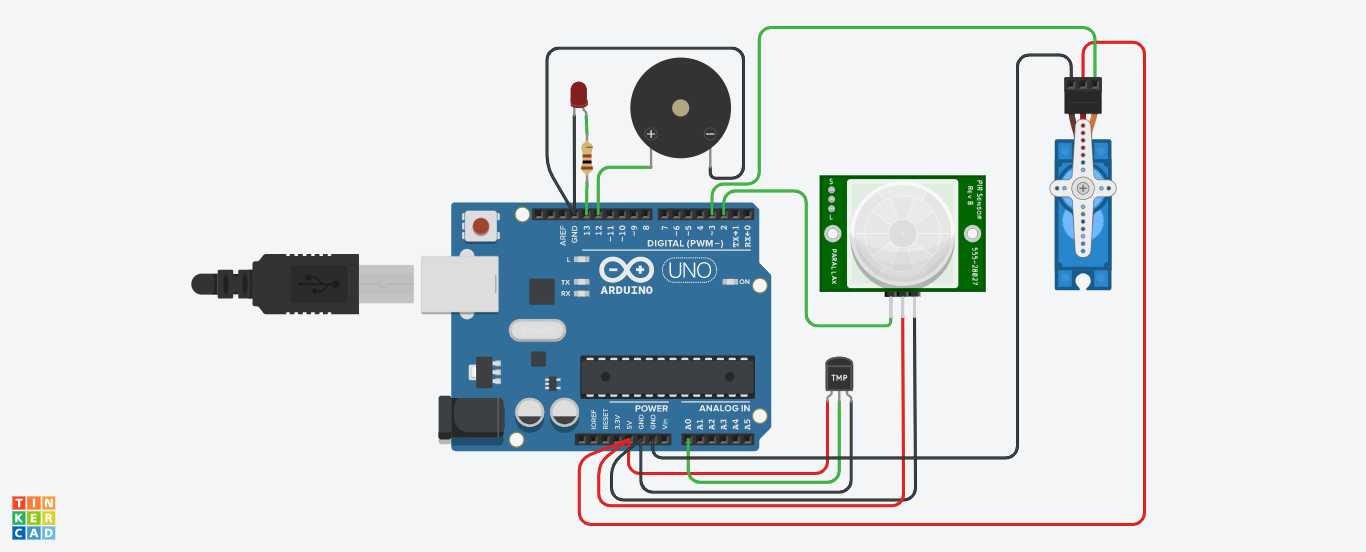 S
L
PARALLAX
PIR Sensor
Rev B
555-28027
AREF
GND
13
12
~11
~10
~9
8
7
~6
~5
4
~3
2
TX→1
RX←0
DIGITAL (PWM~)
L
TX
RX
ARDUINO
UNO
ON
TMP
POWER
ANALOG IN
IOREF
RESET
3.3V
5V
GND
GND
Vin
A0
A1
A2
A3
A4
A5
TIN
KER
CAD